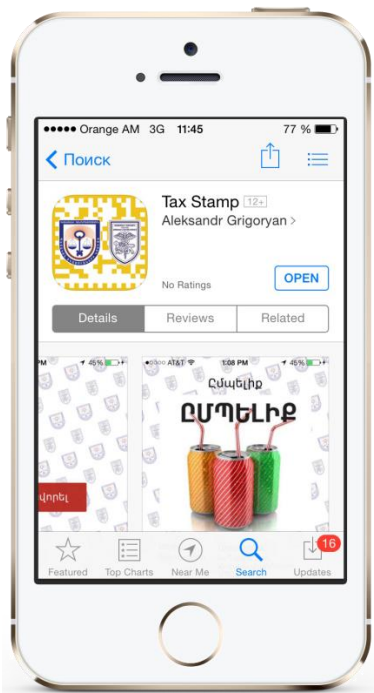 ●●●●● Orange AM 3G 11:45 77 %
Поиск
Tax Stamp 12+
Aleksandr Grigoryan >
No Ratings
OPEN
Details Reviews Related
PM 45%
AT&T 1:08 PM 45%
Ըմպելիք
ԸՄՊԵԼԻՔ
վորել
16
Featured Top Charts Near Me Search Updates